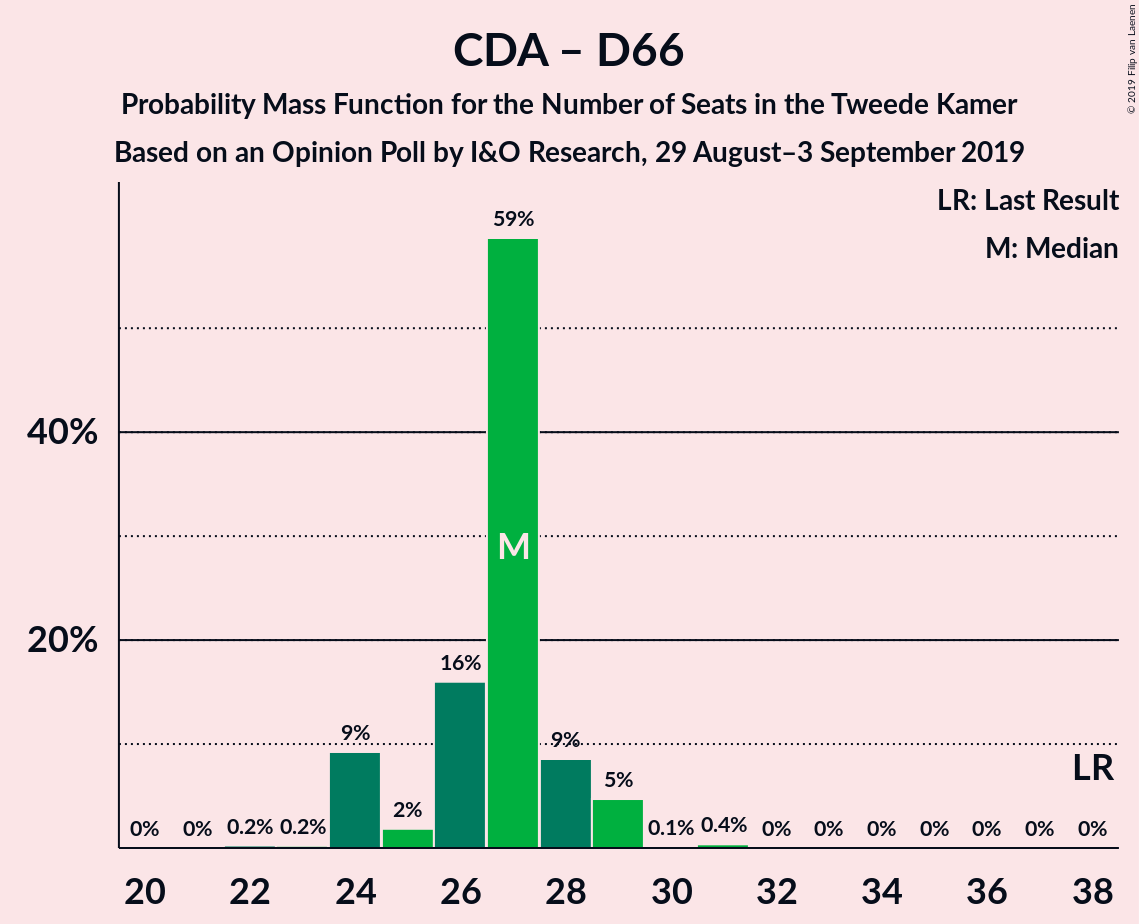 CDA – D66
Probability Mass Function for the Number of Seats in the Tweede Kamer
Based on an Opinion Poll by I&O Research, 29 August–3 September 2019
© 2019 Filip van Laenen
LR: Last Result
M: Median
59%
40%
M
20%
16%
9%
9%
LR
5%
2%
0% 0% 0.2% 0.2% 0.1% 0.4% 0% 0% 0% 0% 0% 0% 0%
20 22 24 26 28 30 32 34 36 38